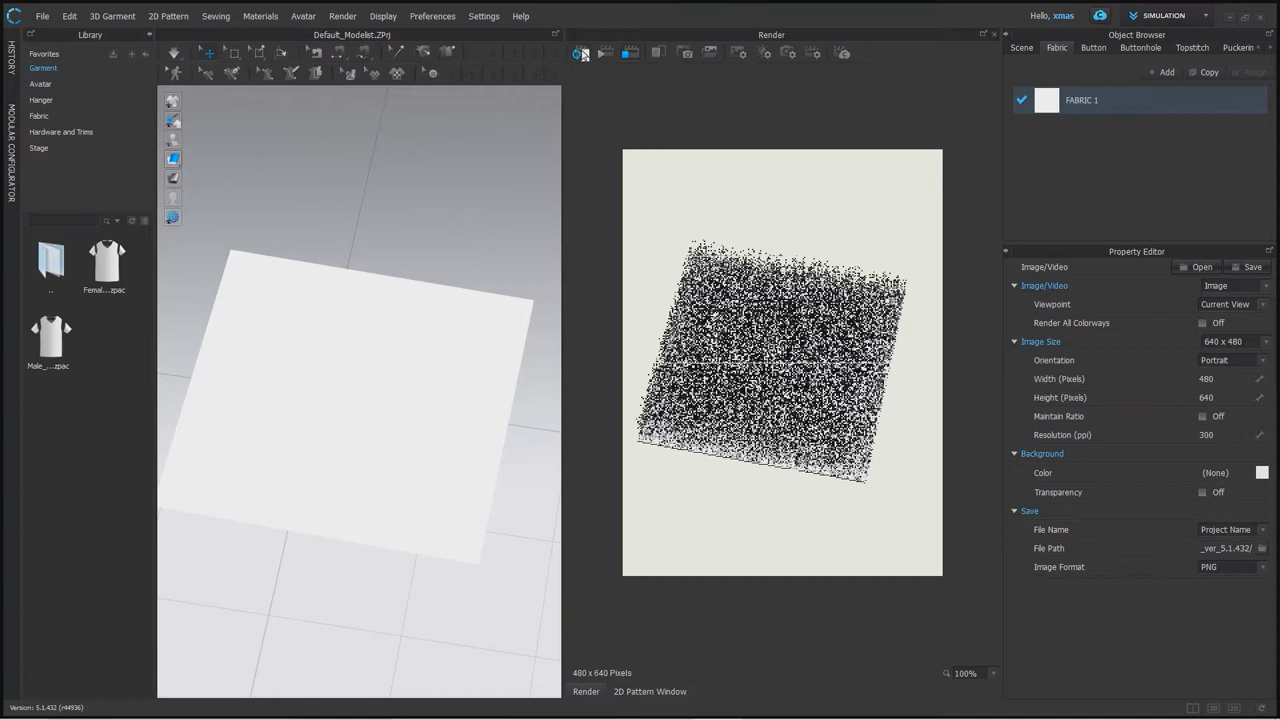 File Edit 3D Garment 2D Pattern Sewing Materials Avatar Render Display Preferences Settings Help
Hello, xmas
SIMULATION
HISTORY
MODULAR CONFIGURATOR
Library
Favorites
Garment
Avatar
Hanger
Fabric
Hardware and Trims
Stage
..
Femal...zpac
Male_...zpac
Default_Modelist.ZPrj
Render
480 x 640 Pixels
100%
Render 2D Pattern Window
Object Browser
Scene Fabric Button Buttonhole Topstitch Puckerin
Add Copy Assign
FABRIC 1
Property Editor
Image/Video Open Save
Image/Video Image
Viewpoint Current View
Render All Colorways Off
Image Size 640 x 480
Orientation Portrait
Width (Pixels) 480
Height (Pixels) 640
Maintain Ratio Off
Resolution (ppi) 300
Background
Color (None)
Transparency Off
Save
File Name Project Name
File Path _ver_5.1.432/
Image Format PNG
Version: 5.1.432 (r44936)
3D 2D